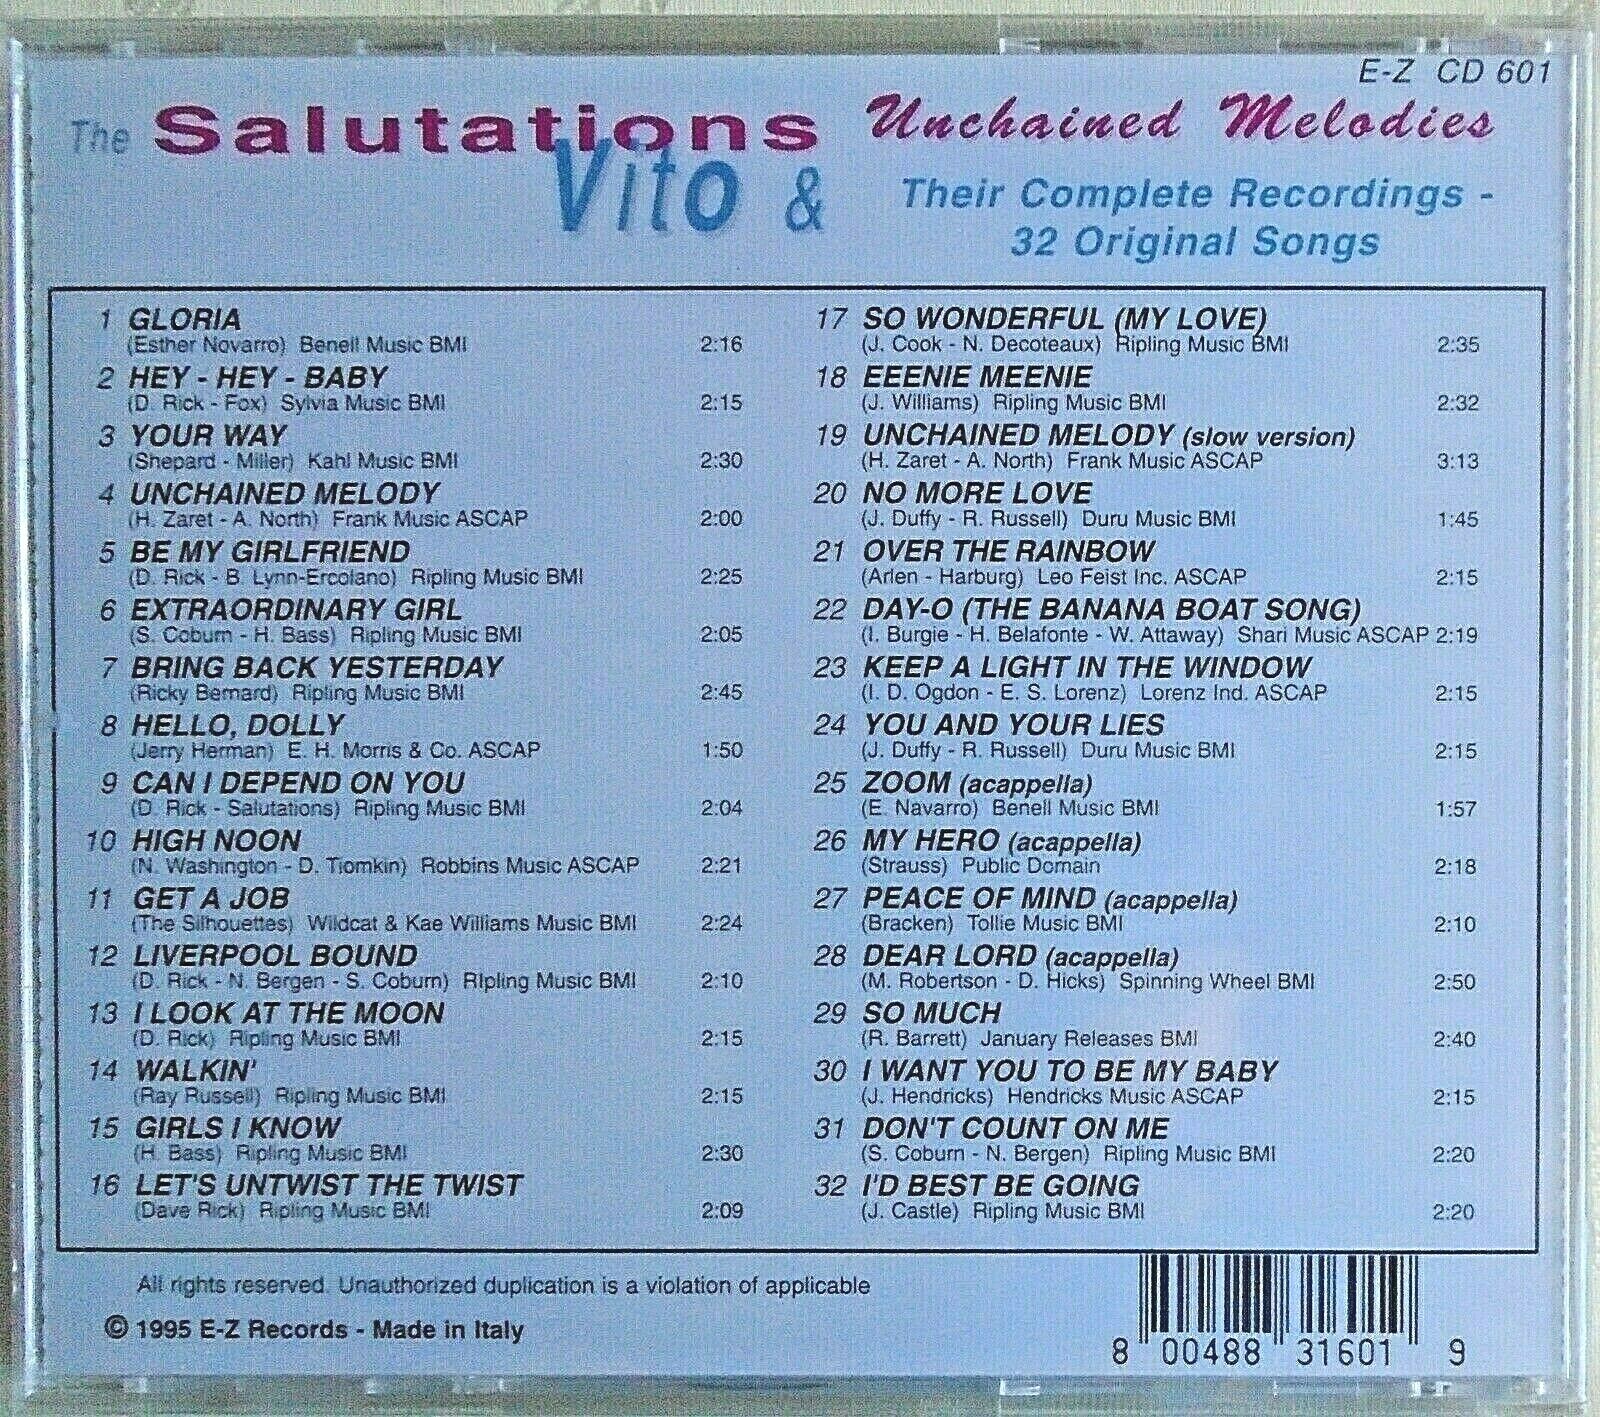 E-Z CD 601
The Salutations
Vito &
Unchained Melodies
Their Complete Recordings -
32 Original Songs
1 GLORIA
(Esther Novarro) Benell Music BMI 2:16
2 HEY - HEY - BABY
(D. Rick - Fox) Sylvia Music BMI 2:15
3 YOUR WAY
(Shepard - Miller) Kahl Music BMI 2:30
4 UNCHAINED MELODY
(H. Zaret - A. North) Frank Music ASCAP 2:00
5 BE MY GIRLFRIEND
(D. Rick - B. Lynn-Ercolano) Ripling Music BMI 2:25
6 EXTRAORDINARY GIRL
(S. Coburn - H. Bass) Ripling Music BMI 2:05
7 BRING BACK YESTERDAY
(Ricky Bernard) Ripling Music BMI 2:45
8 HELLO, DOLLY
(Jerry Herman) E. H. Morris & Co. ASCAP 1:50
9 CAN I DEPEND ON YOU
(D. Rick - Salutations) Ripling Music BMI 2:04
10 HIGH NOON
(N. Washington - D. Tiomkin) Robbins Music ASCAP 2:21
11 GET A JOB
(The Silhouettes) Wildcat & Kae Williams Music BMI 2:24
12 LIVERPOOL BOUND
(D. Rick - N. Bergen - S. Coburn) RIpling Music BMI 2:10
13 I LOOK AT THE MOON
(D. Rick) Ripling Music BMI 2:15
14 WALKIN'
(Ray Russell) Ripling Music BMI 2:15
15 GIRLS I KNOW
(H. Bass) Ripling Music BMI 2:30
16 LET'S UNTWIST THE TWIST
(Dave Rick) Ripling Music BMI 2:09
17 SO WONDERFUL (MY LOVE)
(J. Cook - N. Decoteaux) Ripling Music BMI 2:35
18 EEENIE MEENIE
(J. Williams) Ripling Music BMI 2:32
19 UNCHAINED MELODY (slow version)
(H. Zaret - A. North) Frank Music ASCAP 3:13
20 NO MORE LOVE
(J. Duffy - R. Russell) Duru Music BMI 1:45
21 OVER THE RAINBOW
(Arlen - Harburg) Leo Feist Inc. ASCAP 2:15
22 DAY-O (THE BANANA BOAT SONG)
(I. Burgie - H. Belafonte - W. Attaway) Shari Music ASCAP 2:19
23 KEEP A LIGHT IN THE WINDOW
(I. D. Ogdon - E. S. Lorenz) Lorenz Ind. ASCAP 2:15
24 YOU AND YOUR LIES
(J. Duffy - R. Russell) Duru Music BMI 2:15
25 ZOOM (acappella)
(E. Navarro) Benell Music BMI 1:57
26 MY HERO (acappella)
(Strauss) Public Domain 2:18
27 PEACE OF MIND (acappella)
(Bracken) Tollie Music BMI 2:10
28 DEAR LORD (acappella)
(M. Robertson - D. Hicks) Spinning Wheel BMI 2:50
29 SO MUCH
(R. Barrett) January Releases BMI 2:40
30 I WANT YOU TO BE MY BABY
(J. Hendricks) Hendricks Music ASCAP 2:15
31 DON'T COUNT ON ME
(S. Coburn - N. Bergen) Ripling Music BMI 2:20
32 I'D BEST BE GOING
(J. Castle) Ripling Music BMI 2:20
All rights reserved. Unauthorized duplication is a violation of applicable
© 1995 E-Z Records - Made in Italy
8 00488 31601 9